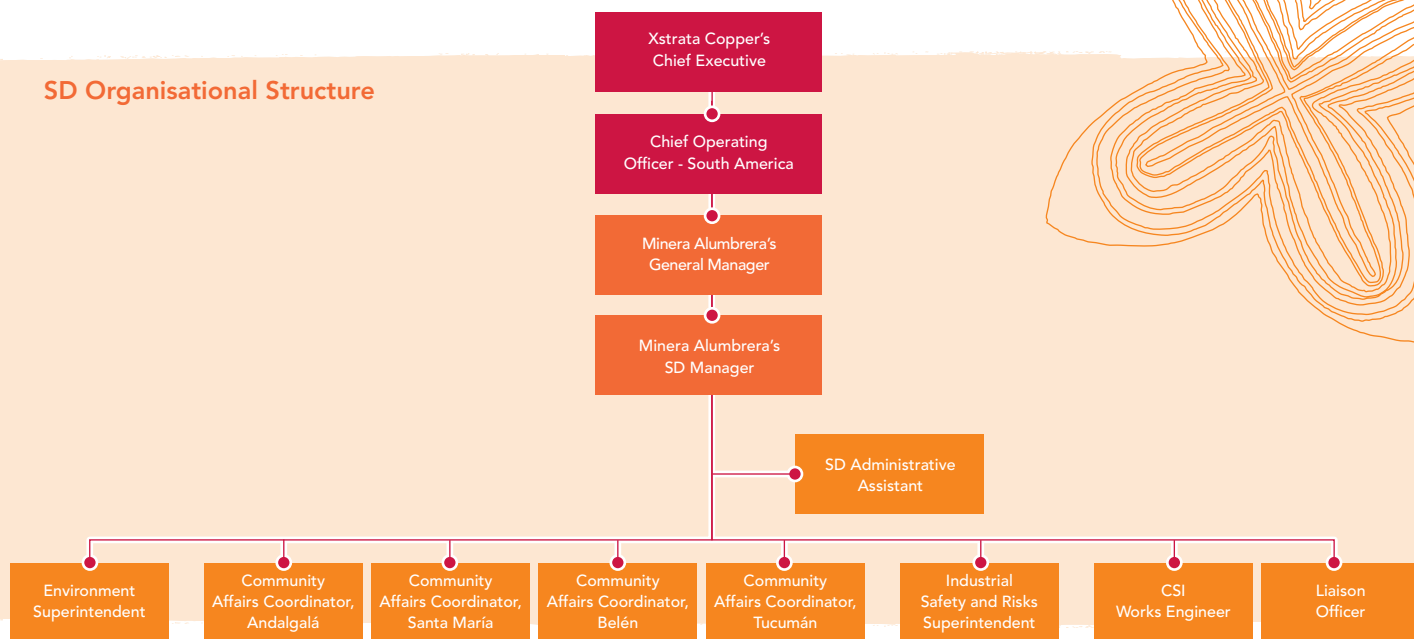 Xstrata Copper's
Chief Executive
SD Organisational Structure
Chief Operating
Officer - South America
Minera Alumbrera's
General Manager
Minera Alumbrera's
SD Manager
SD Administrative
Assistant
Environment
Superintendent
Community
Affairs Coordinator,
Andalgalá
Community
Affairs Coordinator,
Santa María
Community
Affairs Coordinator,
Belén
Community
Affairs Coordinator,
Tucumán
Industrial
Safety and Risks
Superintendent
CSI
Works Engineer
Liaison
Officer